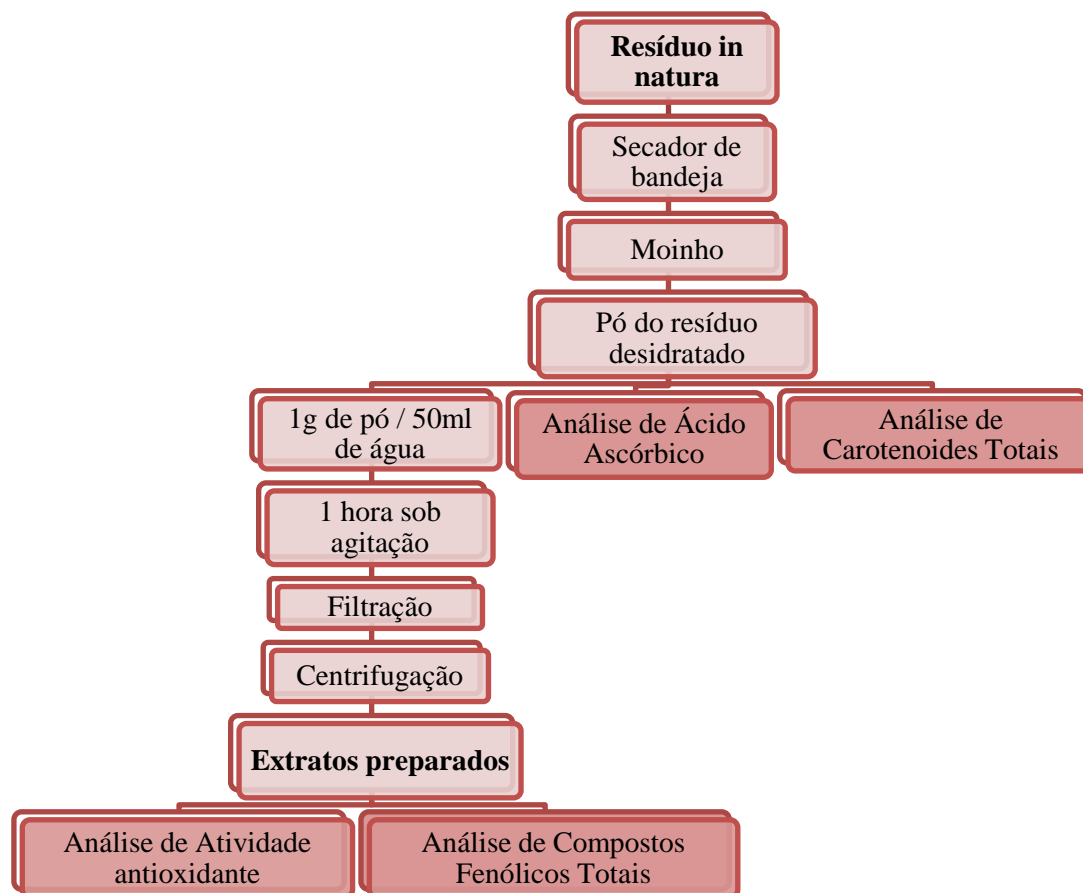 Resíduo in
natura
Secador de
bandeja
Moinho
Pó do resíduo
desidratado
1g de pó / 50ml
de água
Análise de Ácido
Ascórbico
Análise de
Carotenoides Totais
1 hora sob
agitação
Filtração
Centrifugação
Extratos preparados
Análise de Atividade
antioxidante
Análise de Compostos
Fenólicos Totais